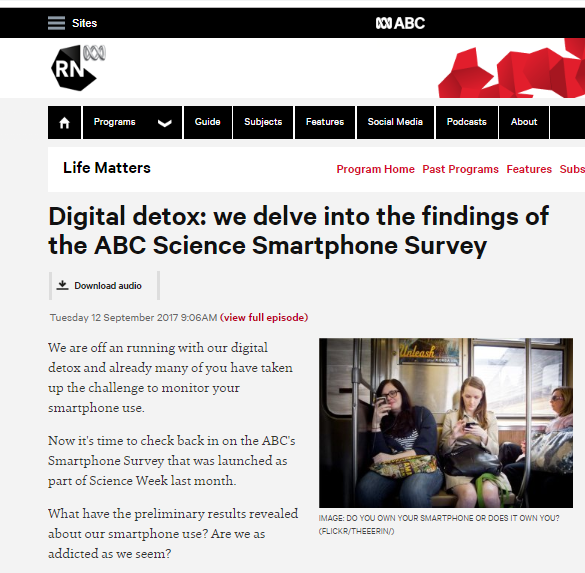 Sites
ABC
RN
Programs
Guide
Subjects
Features
Social Media
Podcasts
About
Life Matters
Program Home Past Programs Features Subs
Digital detox: we delve into the findings of
the ABC Science Smartphone Survey
Download audio
Tuesday 12 September 2017 9:06AM (view full episode)
We are off an running with our digital
detox and already many of you have taken
up the challenge to monitor your
smartphone use.
Now it's time to check back in on the ABC's
Smartphone Survey that was launched as
part of Science Week last month.
What have the preliminary results revealed
about our smartphone use? Are we as
addicted as we seem?
Unleash
IMAGE: DO YOU OWN YOUR SMARTPHONE OR DOES IT OWN YOU?
(FLICKR/THEEERIN/)